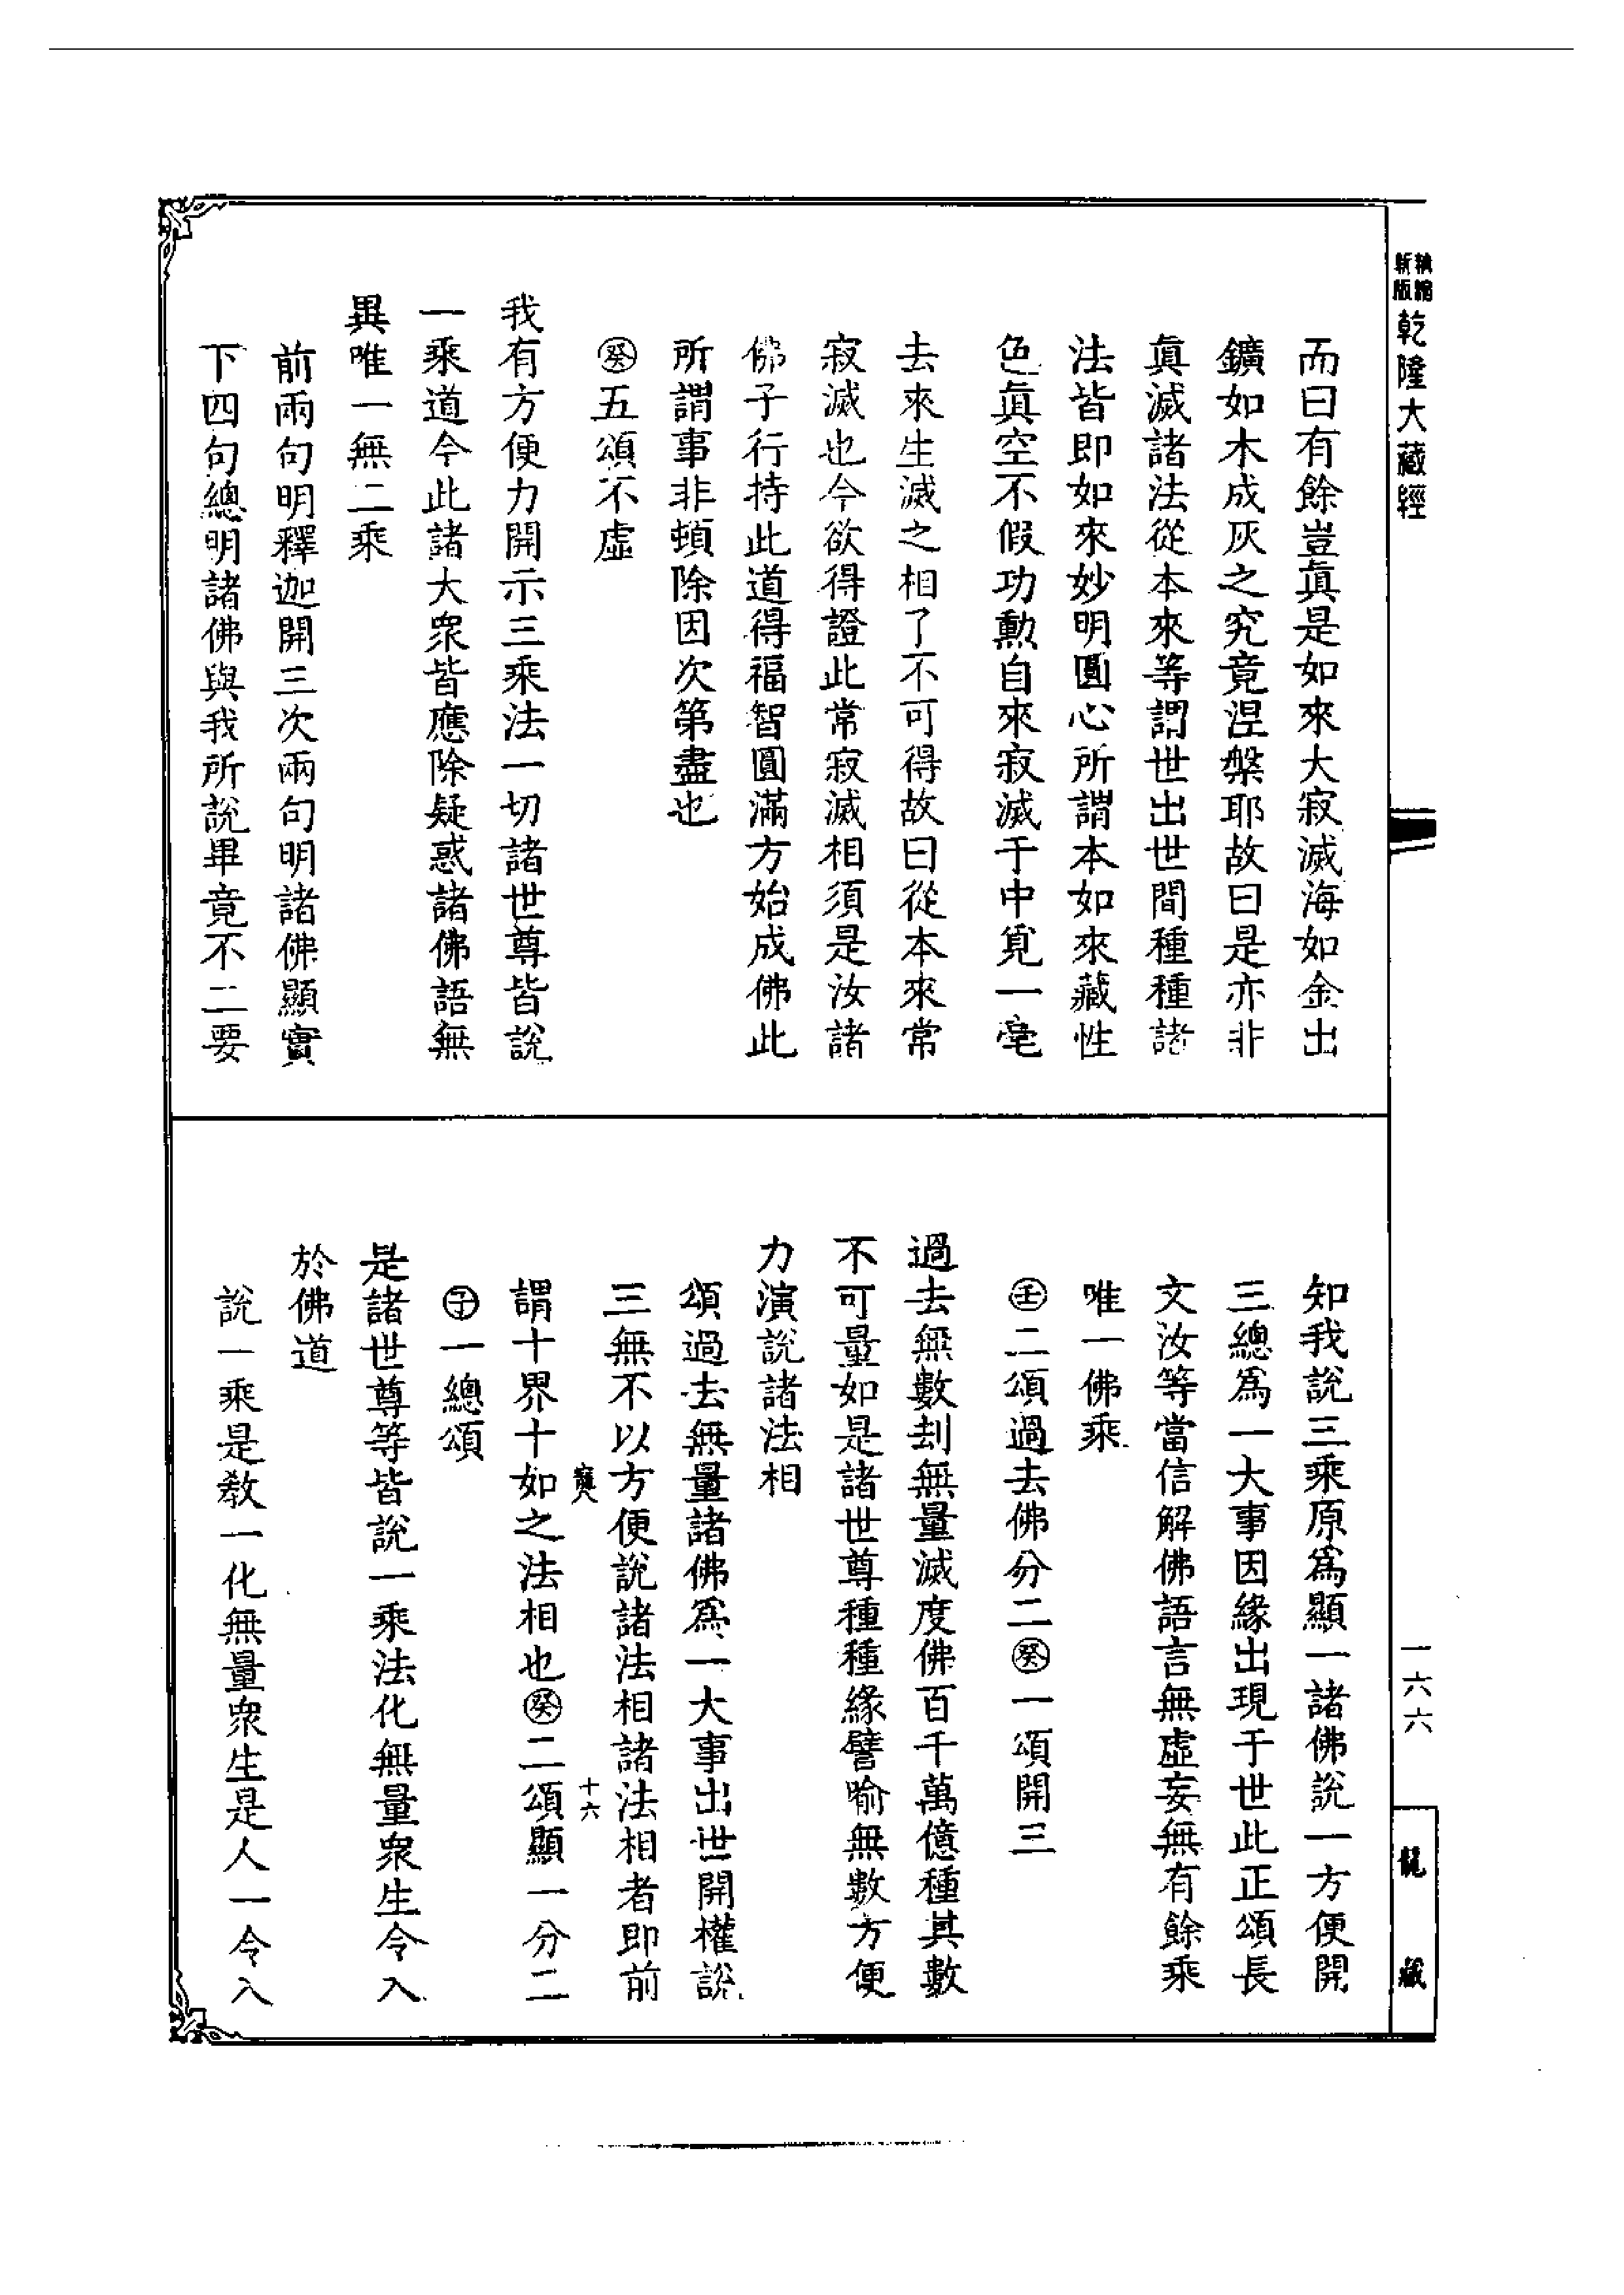 新版
乾隆大藏經
而曰有餘豈眞是如來大寂滅海如金出
鑛如木成灰之究竟涅槃耶故曰是亦非
眞滅諸法從本來等謂世出世間種種諸
法皆即如來妙明圓心所謂本如來藏性
色眞空不假功勲自來寂滅于中覓一毫
去來生滅之相了不可得故曰從本來常
寂滅也今欲得證此常寂滅相須是汝諸
佛子行持此道得福智圓滿方始成佛此
所謂事非頓除因次第盡也
㊛五頌不虛
我有方便力開示三乘法一切諸世尊皆說
一乘道今此諸大衆皆應除疑惑諸佛語無
異唯一無二乘
前兩句明釋迦開三次兩句明諸佛顯實
下四句總明諸佛與我所說畢竟不二要
知我說三乘原爲顯一諸佛說一方便開
三總爲一大事因緣出現于世此正頌長
文汝等當信解佛語言無虛妄無有餘乘
唯一佛乘
壬二頌過去佛分二癸一頌開三
過去無數刦無量滅度佛百千萬億種其數
不可量如是諸世尊種種緣譬喻無數方便
力演說諸法相
頌過去無量諸佛爲一大事出世開權說
三無不以方便說諸法相諸法相者即前
十六
謂十界十如之法相也癸二頌顯一分二
子一總頌
是諸世尊等皆說一乘法化無量衆生令入
於佛道
說一乘是教一化無量衆生是人一令入
一六六
龍藏